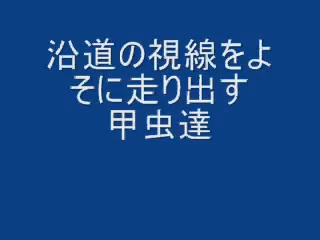 沿道の視線をよ
そに走り出す
甲虫達